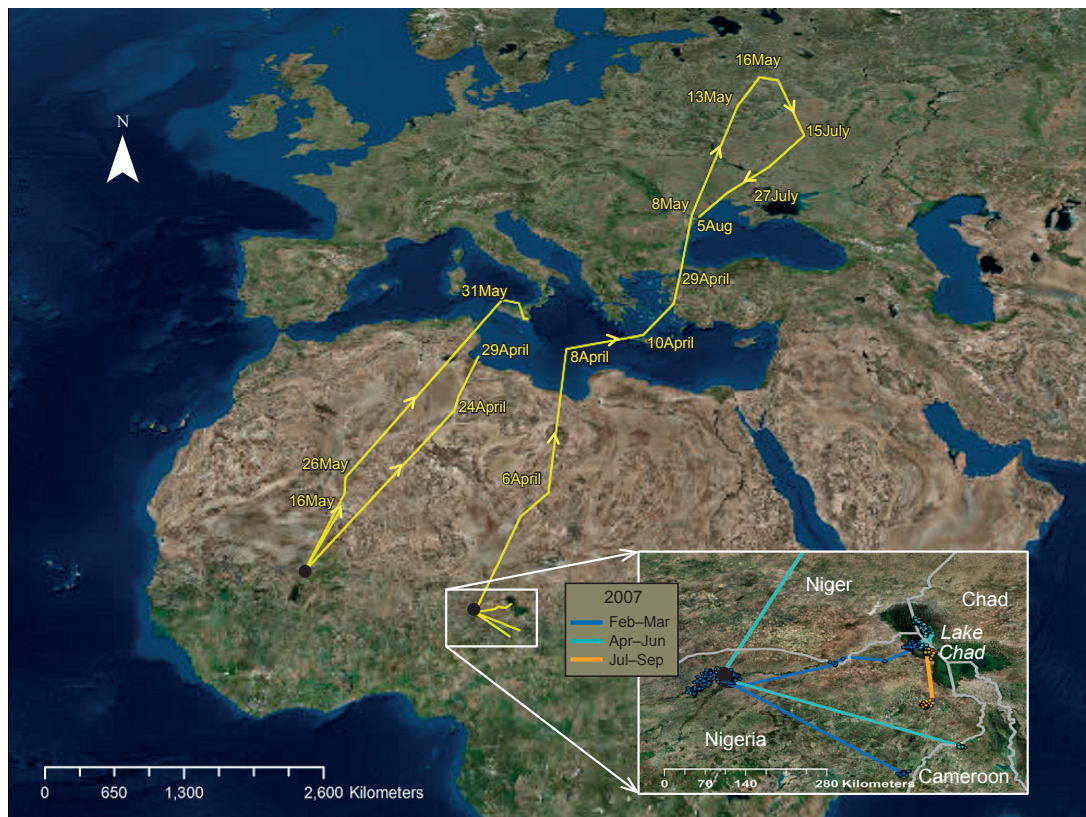 N
16May
13May
15July
27July
8May
5Aug
29April
31May
10April
8April
29April
24April
26May
6April
16May
2007
Feb–Mar
Apr–Jun
Jul–Sep
Niger
Chad
Lake
Chad
Nigeria
Cameroon
0 70 140 280 Kilometers
0 650 1,300 2,600 Kilometers